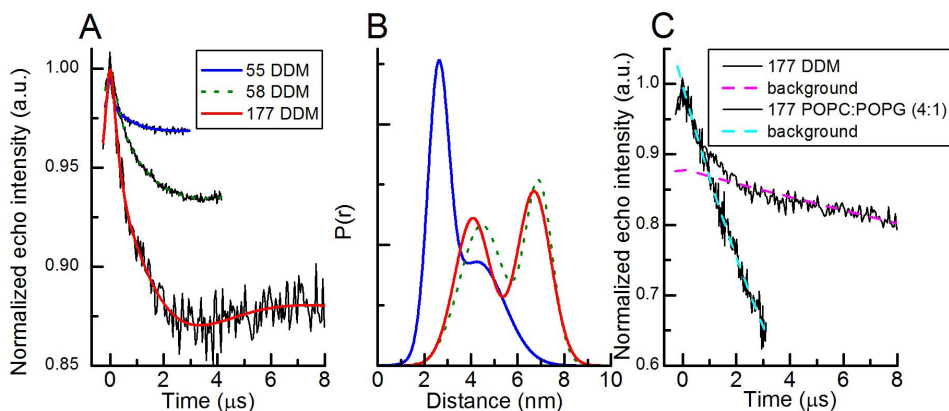 A
Normalized echo intensity (a.u.)
1.00
0.95
0.90
0.85
0 2 4 6 8
Time (μs)
55 DDM
58 DDM
177 DDM
B
P(r)
0 2 4 6 8 10
Distance (nm)
C
Normalized echo intensity (a.u.)
1.0
0.9
0.8
0.7
0.6
0 2 4 6 8
Time (μs)
177 DDM
background
177 POPC:POPG (4:1)
background